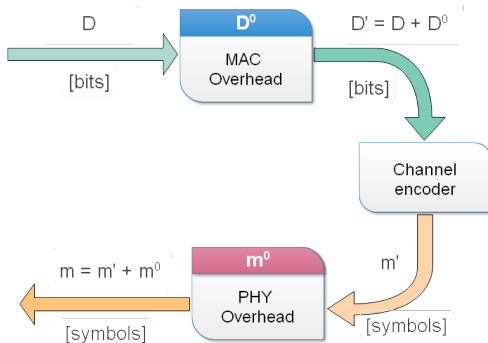 D
[bits]
D⁰
MAC
Overhead
D' = D + D⁰
[bits]
Channel
encoder
m'
[symbols]
m⁰
PHY
Overhead
m = m' + m⁰
[symbols]